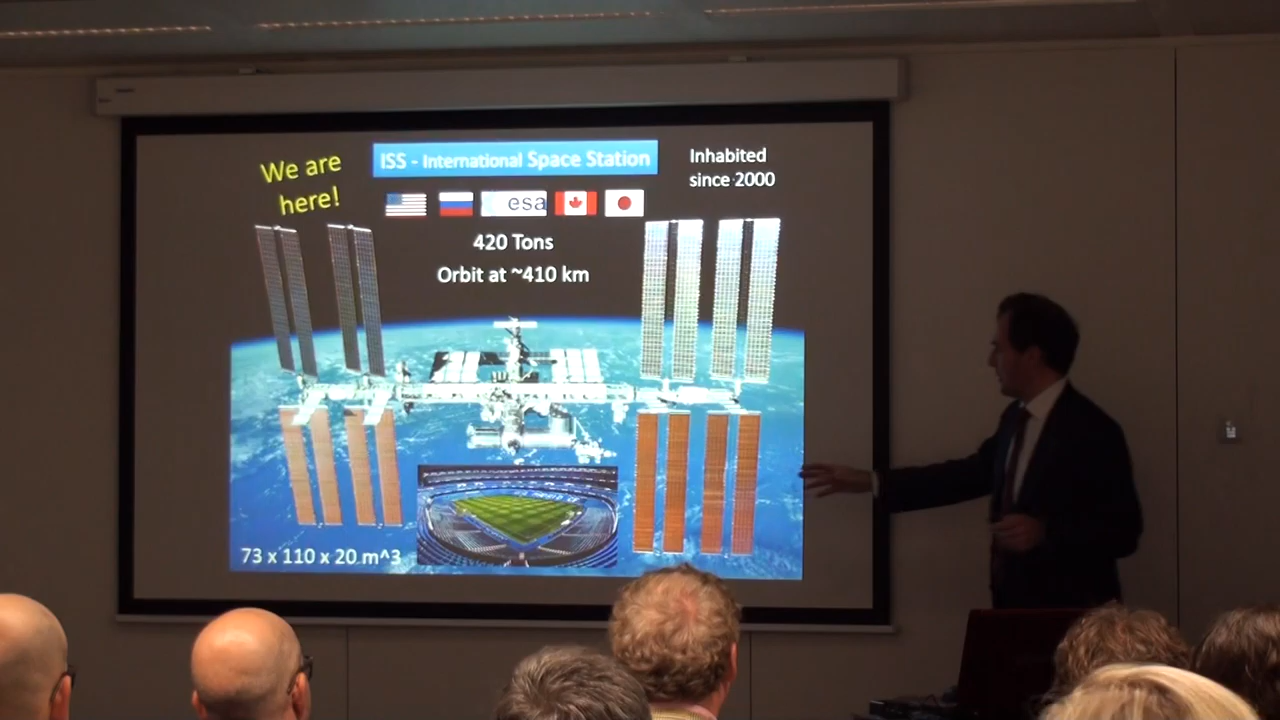 We are
here!
ISS - International Space Station
Inhabited
since 2000
esa
420 Tons
Orbit at ~410 km
73 x 110 x 20 m^3